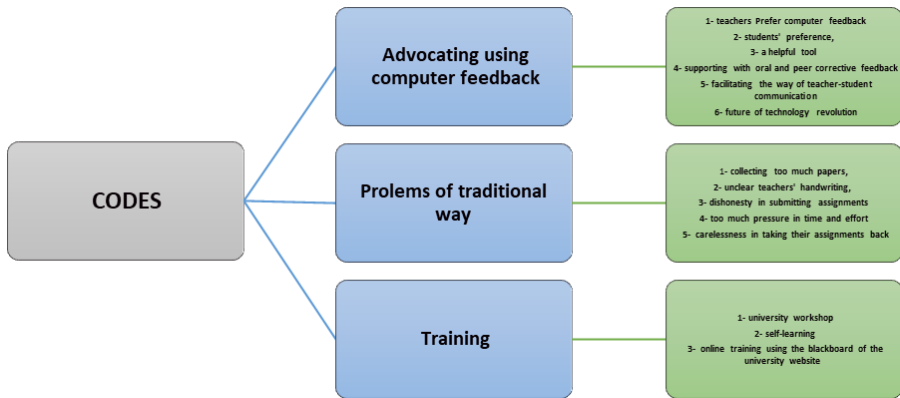 CODES
Advocating using
computer feedback
1- teachers Prefer computer feedback
2- students' preference,
3- a helpful tool
4- supporting with oral and peer corrective feedback
5- facilitating the way of teacher-student
communication
6- future of technology revolution
Prolems of traditional
way
1- collecting too much papers,
2- unclear teachers' handwriting,
3- dishonesty in submitting assignments
4- too much pressure in time and effort
5- carelessness in taking their assignments back
Training
1- university workshop
2- self-learning
3- online training using the blackboard of the
university website